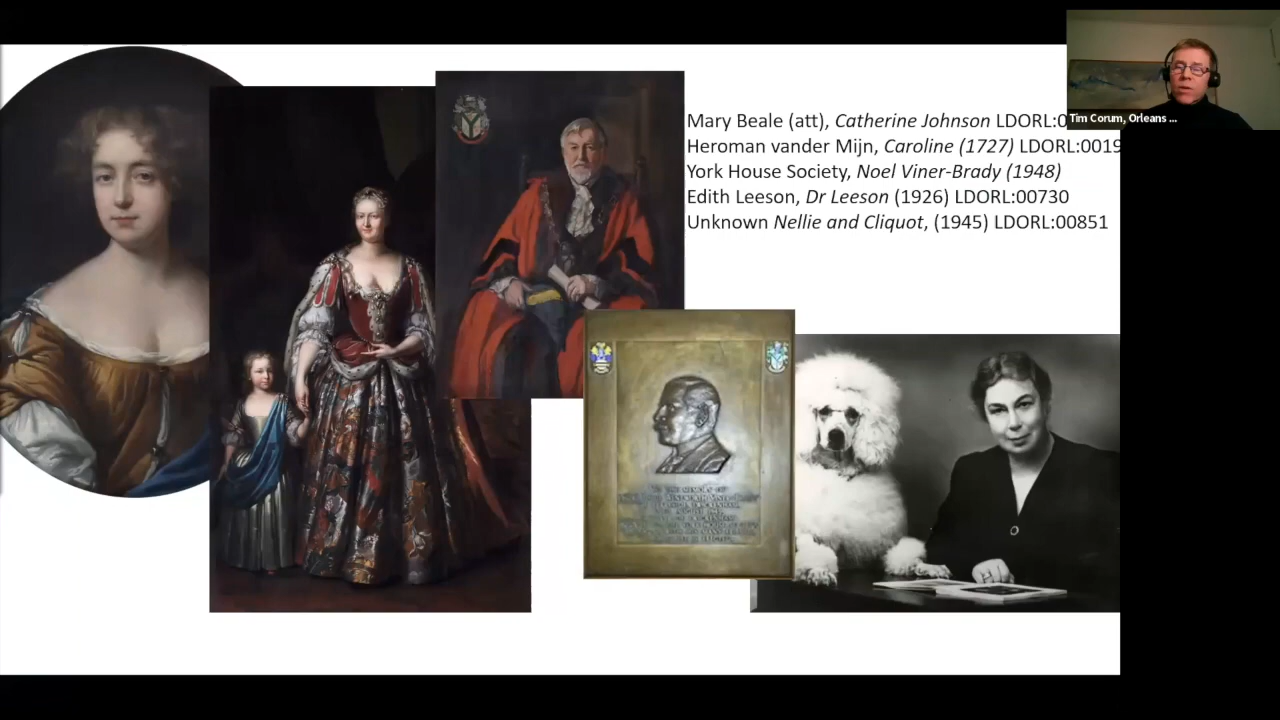 Mary Beale (att), Catherine Johnson LDORL:0
Heroman vander Mijn, Caroline (1727) LDORL:0019
York House Society, Noel Viner-Brady (1948)
Edith Leeson, Dr Leeson (1926) LDORL:00730
Unknown Nellie and Cliquot, (1945) LDORL:00851
Tim Corum, Orleans ...